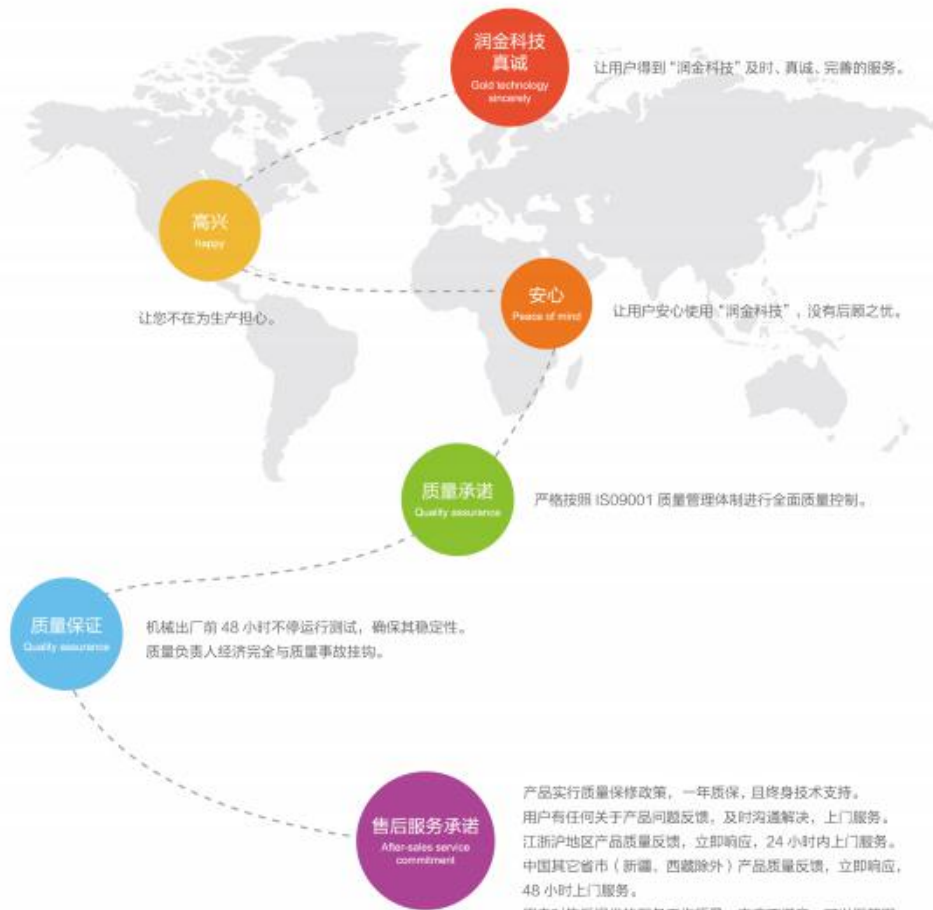 润金科技
真诚
Gold technology
sincerely
让用户得到“润金科技”及时、真诚、完善的服务。
高兴
happy
让您不在为生产担心。
安心
Peace of mind
让用户安心使用“润金科技”，没有后顾之忧。
质量承诺
Quality assurance
严格按照 IS09001 质量管理体制进行全面质量控制。
质量保证
Quality assurance
机械出厂前 48 小时不停运行测试，确保其稳定性。
质量负责人经济完全与质量事故挂钩。
售后服务承诺
After-sales service
commitment
产品实行质量保修政策，一年质保，且终身技术支持。
用户有任何关于产品问题反馈，及时沟通解决，上门服务。
江浙沪地区产品质量反馈，立即响应，24 小时内上门服务。
中国其它省市（新疆、西藏除外）产品质量反馈，立即响应，
48 小时上门服务。